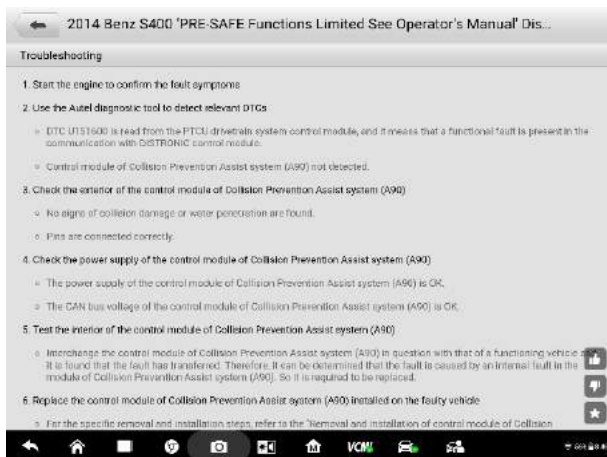 2014 Benz S400 'PRE-SAFE Functions Limited See Operator's Manual' Dis...
Troubleshooting
1. Start the engine to confirm the fault symptoms
2. Use the Autel diagnostic tool to detect relevant DTCs
DTC U151600 is read from the PTCU drivetrain system control module, and it means that a functional fault is present in the
communication with DISTRONIC control module.
Control module of Collision Prevention Assist system (A90) not detected.
3. Check the exterior of the control module of Collision Prevention Assist system (A90)
No signs of collision damage or water penetration are found.
Pins are connected correctly.
4. Check the power supply of the control module of Collision Prevention Assist system (A90)
The power supply of the control module of Collision Prevention Assist system (A90) is OK.
The CAN bus voltage of the control module of Collision Prevention Assist system (A90) is OK.
5. Test the interior of the control module of Collision Prevention Assist system (A90)
Interchange the control module of Collision Prevention Assist system (A90) in question with that of a functioning vehicle and
it is found that the fault has transferred. Therefore, it can be determined that the fault is caused by an internal fault in the
module of Collision Prevention Assist system (A90). So it is required to be replaced.
6. Replace the control module of Collision Prevention Assist system (A90) installed on the faulty vehicle
For the specific removal and installation steps, refer to the "Removal and installation of control module of Collision
VCMI